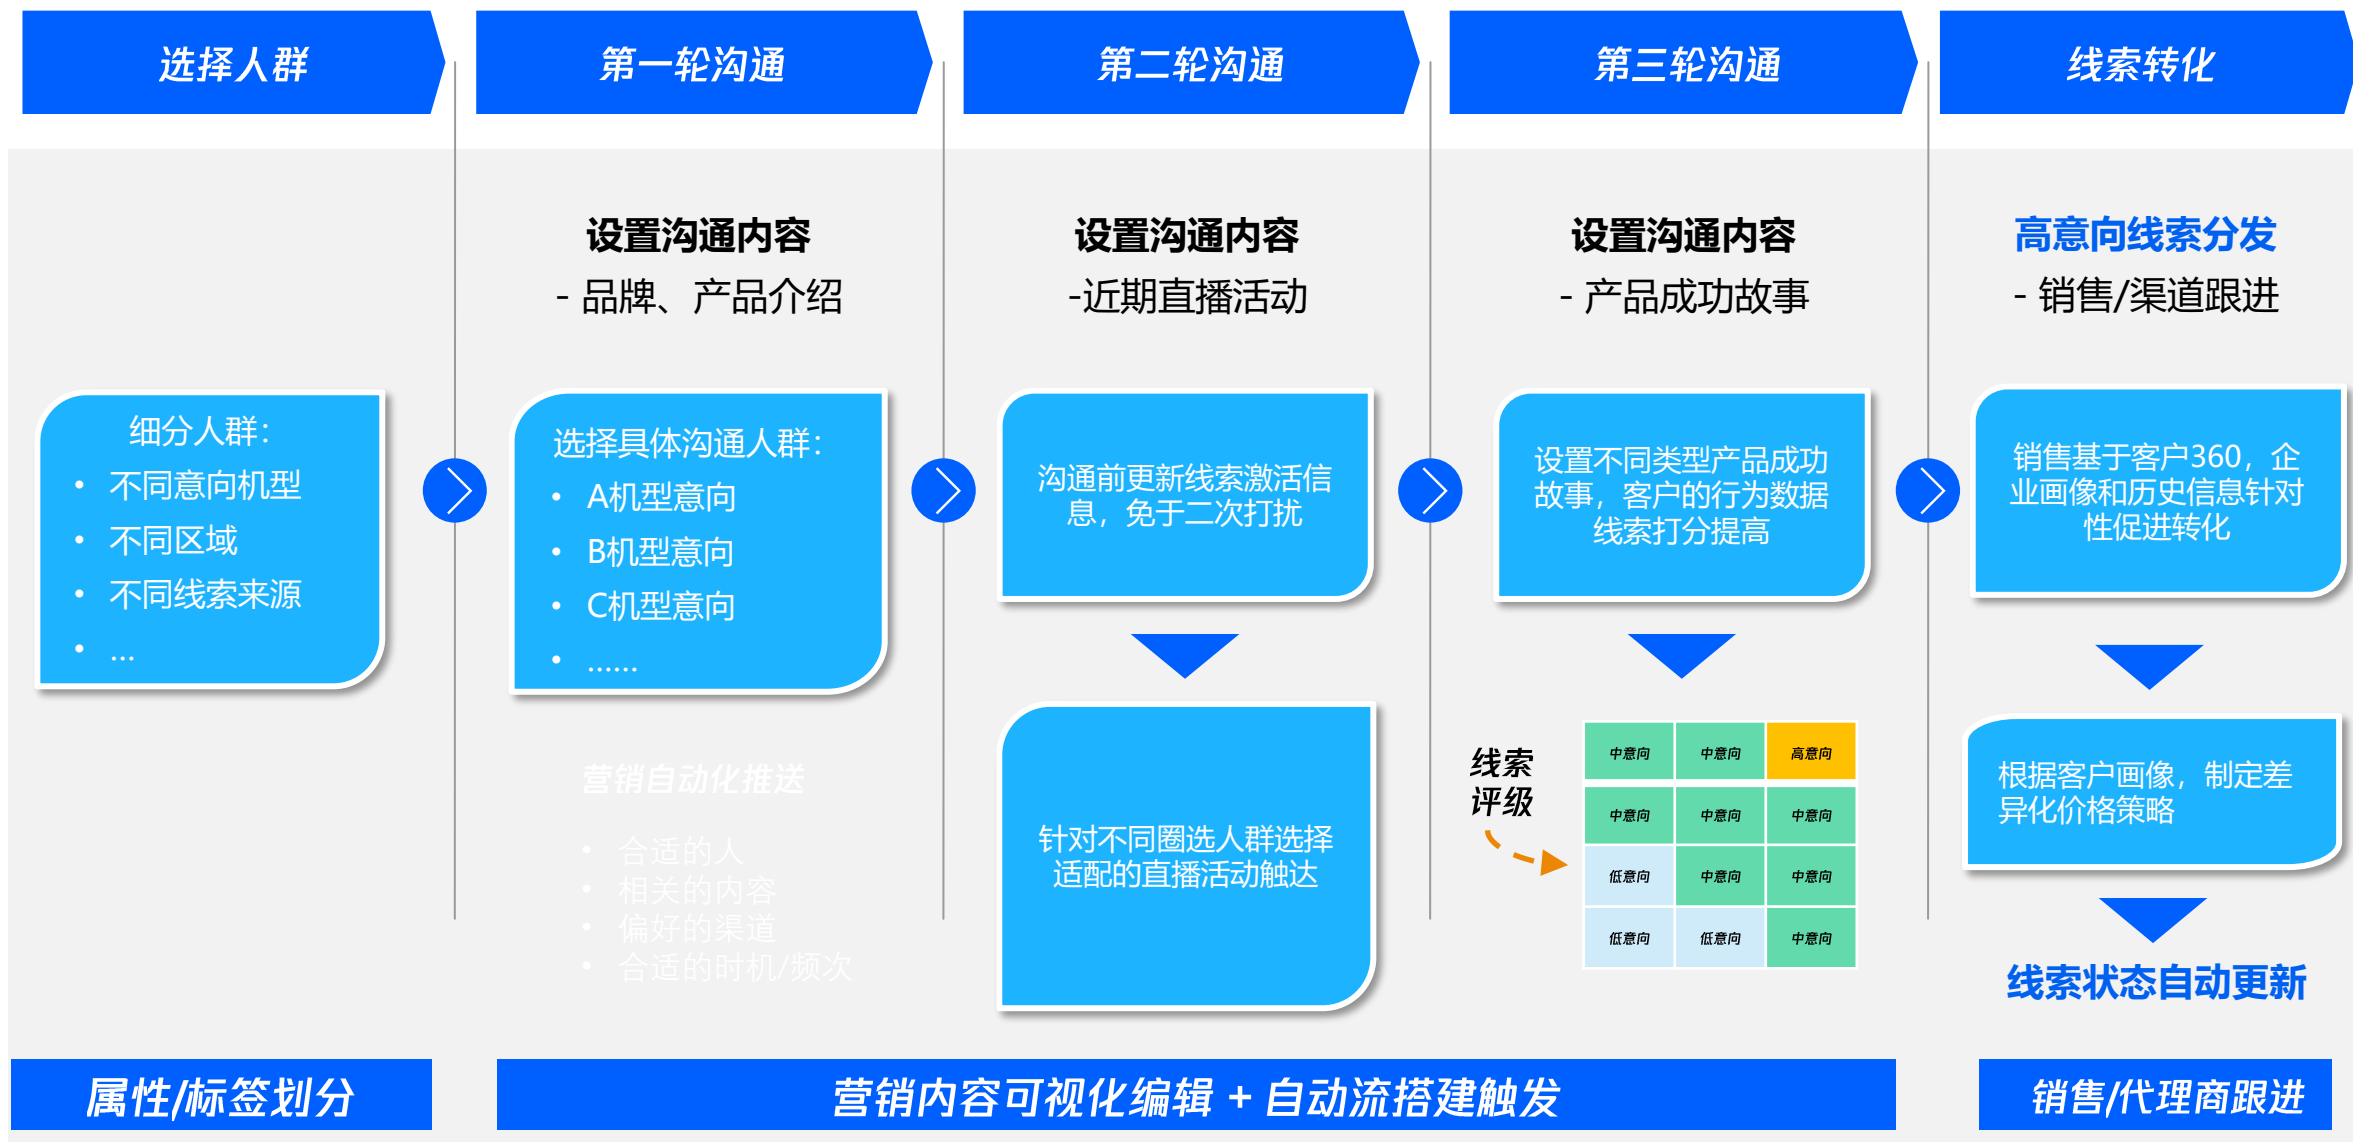 选择人群
第一轮沟通
第二轮沟通
第三轮沟通
线索转化
细分人群：
• 不同意向机型
• 不同区域
• 不同线索来源
• ...
设置沟通内容
- 品牌、产品介绍
选择具体沟通人群：
• A机型意向
• B机型意向
• C机型意向
• ......
营销自动化推送
• 合适的人
• 相关的内容
• 偏好的渠道
• 合适的时机/频次
设置沟通内容
-近期直播活动
沟通前更新线索激活信
息，免于二次打扰
针对不同圈选人群选择
适配的直播活动触达
设置沟通内容
- 产品成功故事
设置不同类型产品成功
故事，客户的行为数据
线索打分提高
线索
评级
中意向 中意向 高意向
中意向 中意向 中意向
低意向 中意向 中意向
低意向 低意向 中意向
高意向线索分发
- 销售/渠道跟进
销售基于客户360，企
业画像和历史信息针对
性促进转化
根据客户画像，制定差
异化价格策略
线索状态自动更新
属性/标签划分
营销内容可视化编辑 + 自动流搭建触发
销售/代理商跟进